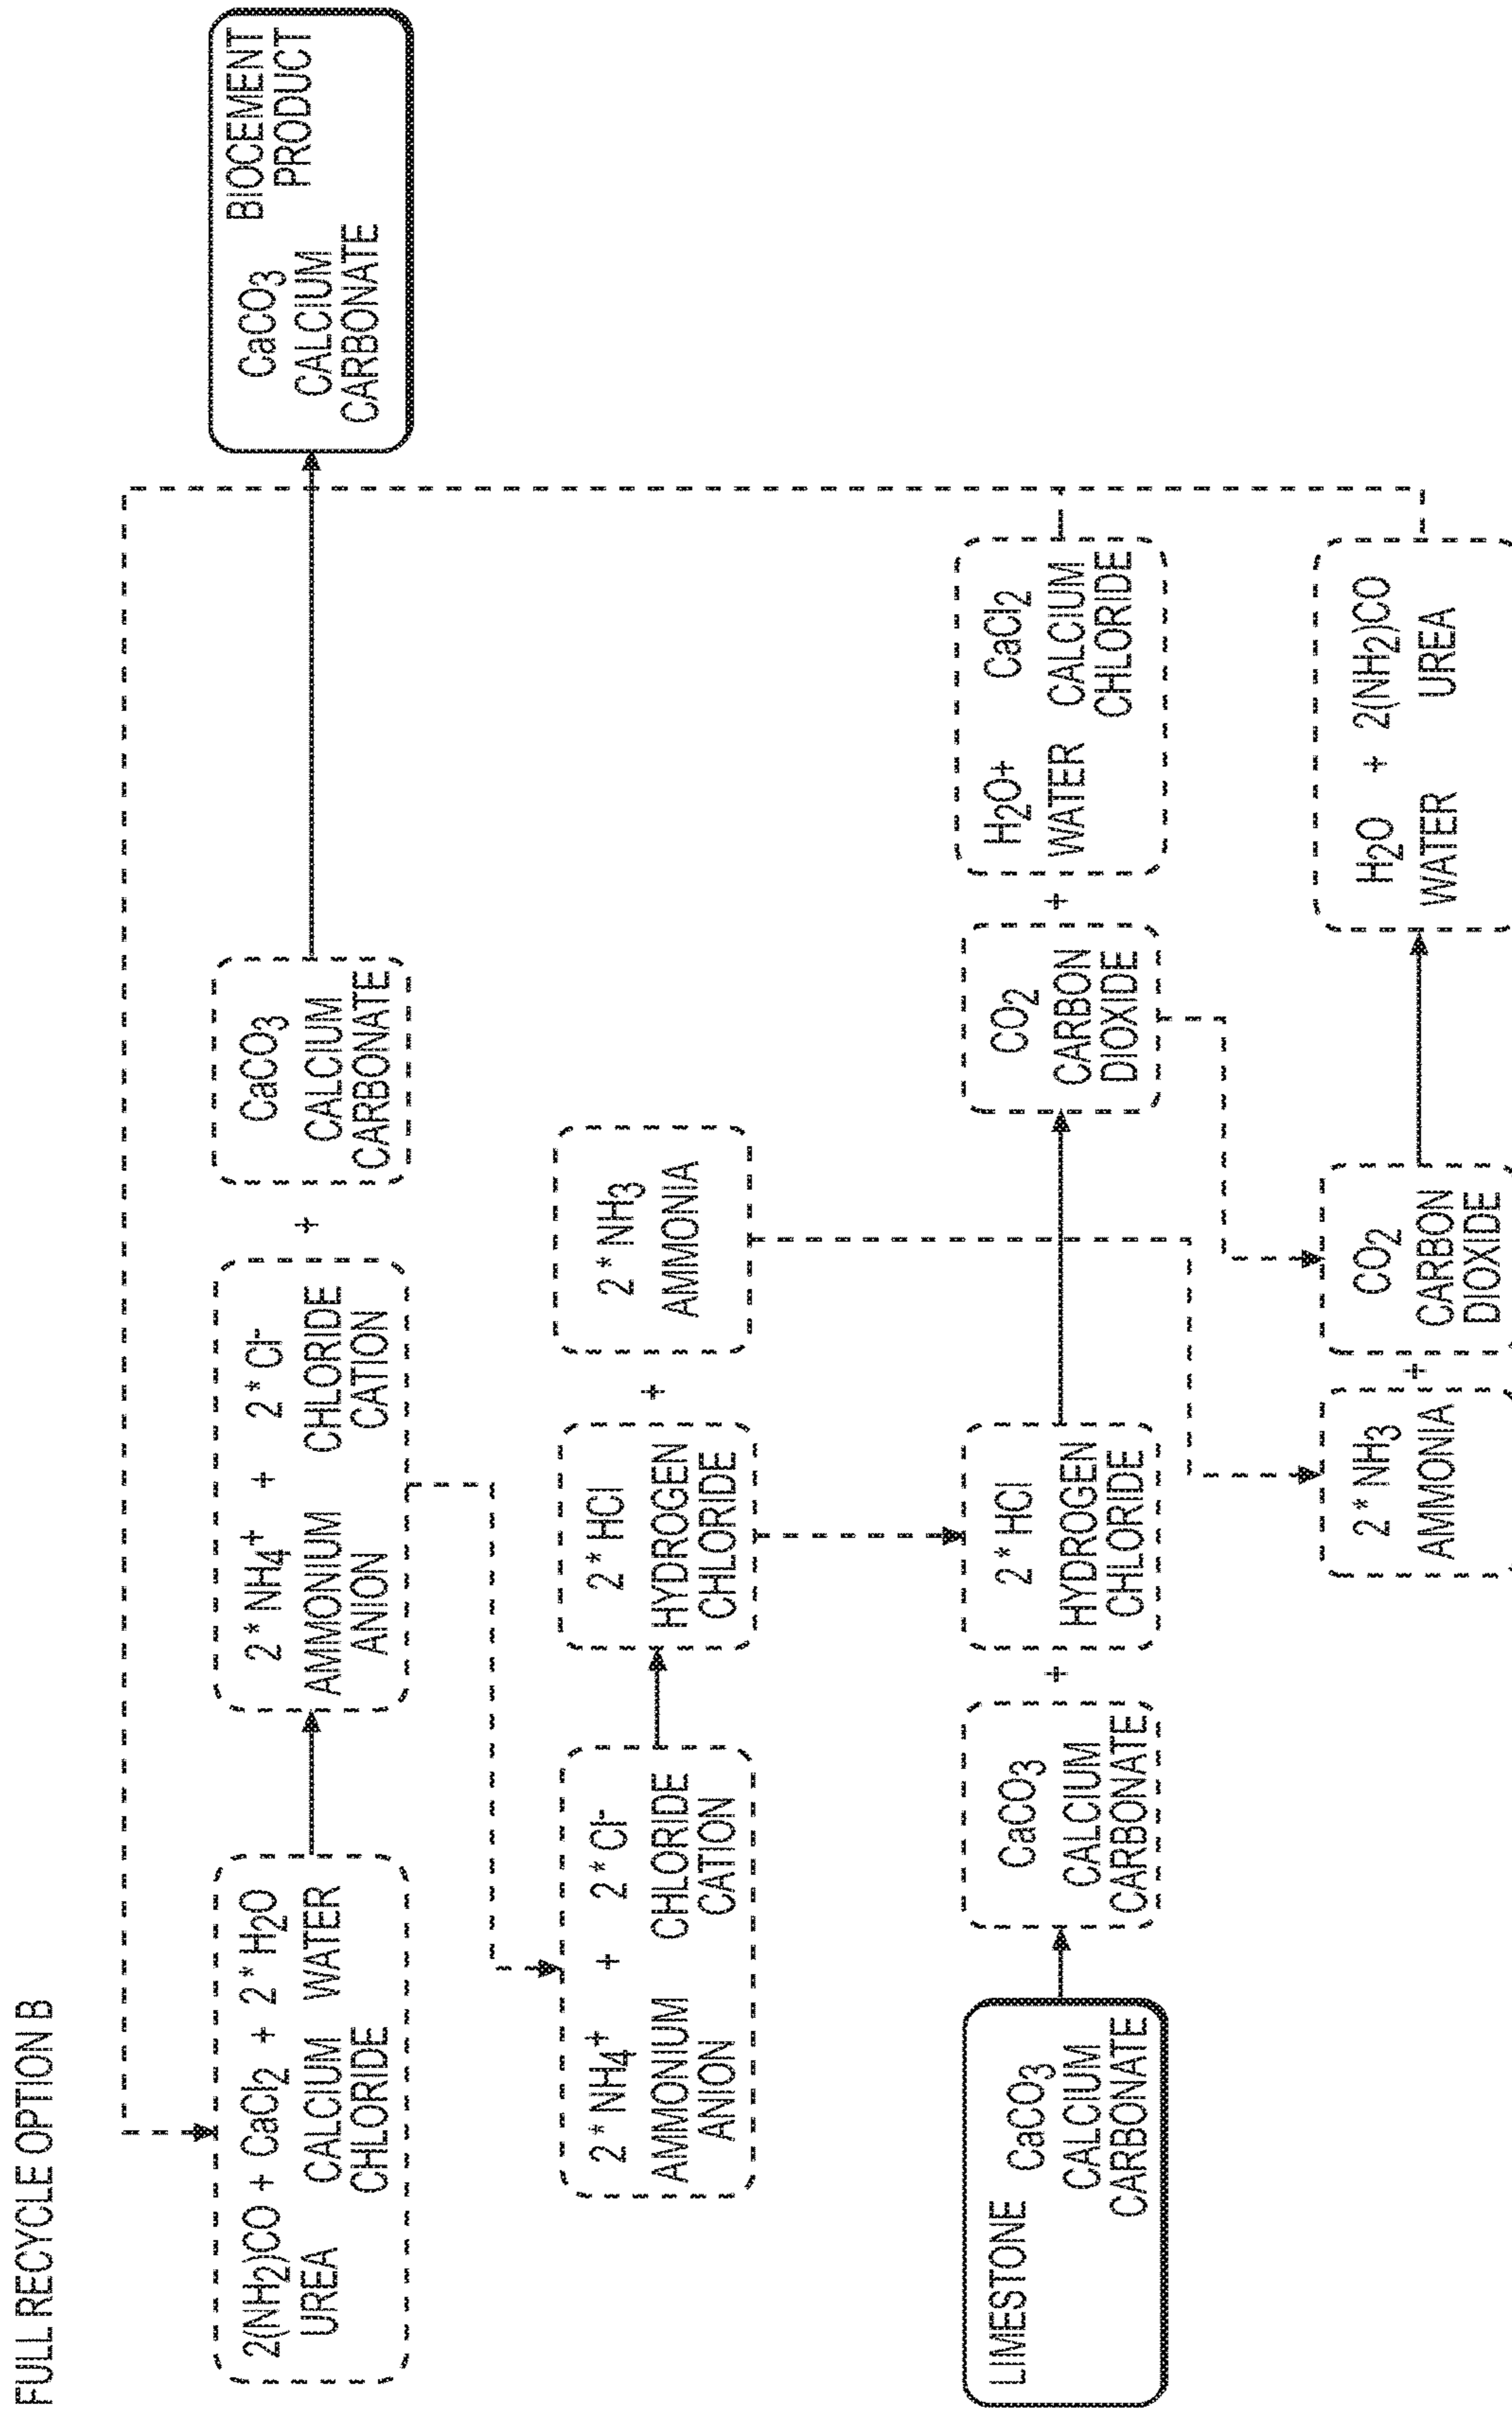 FULL RECYCLE OPTION B
2(NH2)CO + CaCl2 + 2*H2O
UREA CALCIUM WATER
CHLORIDE
2*NH4+ + 2*Cl-
AMMONIUM CHLORIDE
ANION CATION
+
CaCO3
CALCIUM
CARBONATE
BIOCEMENT
CaCO3 PRODUCT
CALCIUM
CARBONATE
2*NH4+ + 2*Cl-
AMMONIUM CHLORIDE
ANION CATION
2*HCl
HYDROGEN
CHLORIDE
+
2*NH3
AMMONIA
LIMESTONE CaCO3
CALCIUM
CARBONATE
CaCO3
CALCIUM
CARBONATE
+
2*HCl
HYDROGEN
CHLORIDE
CO2
CARBON
DIOXIDE
+
H2O+ CaCl2
WATER CALCIUM
CHLORIDE
2*NH3
AMMONIA
+
CO2
CARBON
DIOXIDE
H2O + 2(NH2)CO
WATER UREA